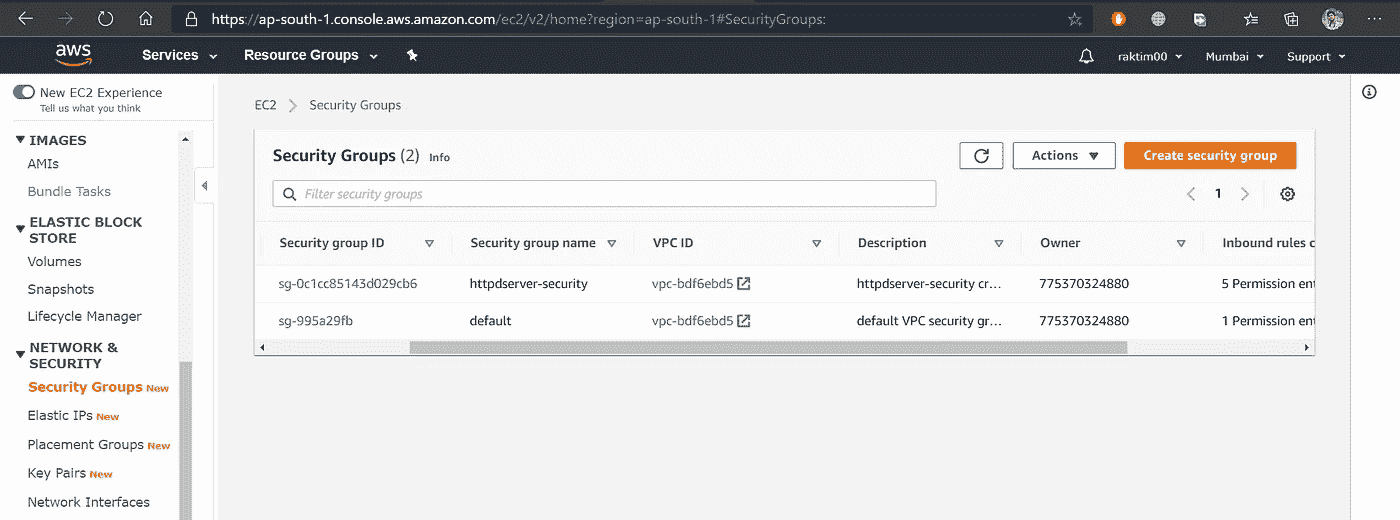 https://ap-south-1.console.aws.amazon.com/ec2/v2/home?region=ap-south-1#SecurityGroups:
aws Services Resource Groups raktim00 Mumbai Support
New EC2 Experience
Tell us what you think
IMAGES
AMIs
Bundle Tasks
ELASTIC BLOCK
STORE
Volumes
Snapshots
Lifecycle Manager
NETWORK &
SECURITY
Security Groups New
Elastic IPs New
Placement Groups New
Key Pairs New
Network Interfaces
EC2 Security Groups
Security Groups (2) Info Actions Create security group
Filter security groups 1
Security group ID Security group name VPC ID Description Owner Inbound rules c
sg-0c1cc85143d029cb6 httpdserver-security vpc-bdf6ebd5 httpdserver-security cr... 775370324880 5 Permission ent
sg-995a29fb default vpc-bdf6ebd5 default VPC security gr... 775370324880 1 Permission ent